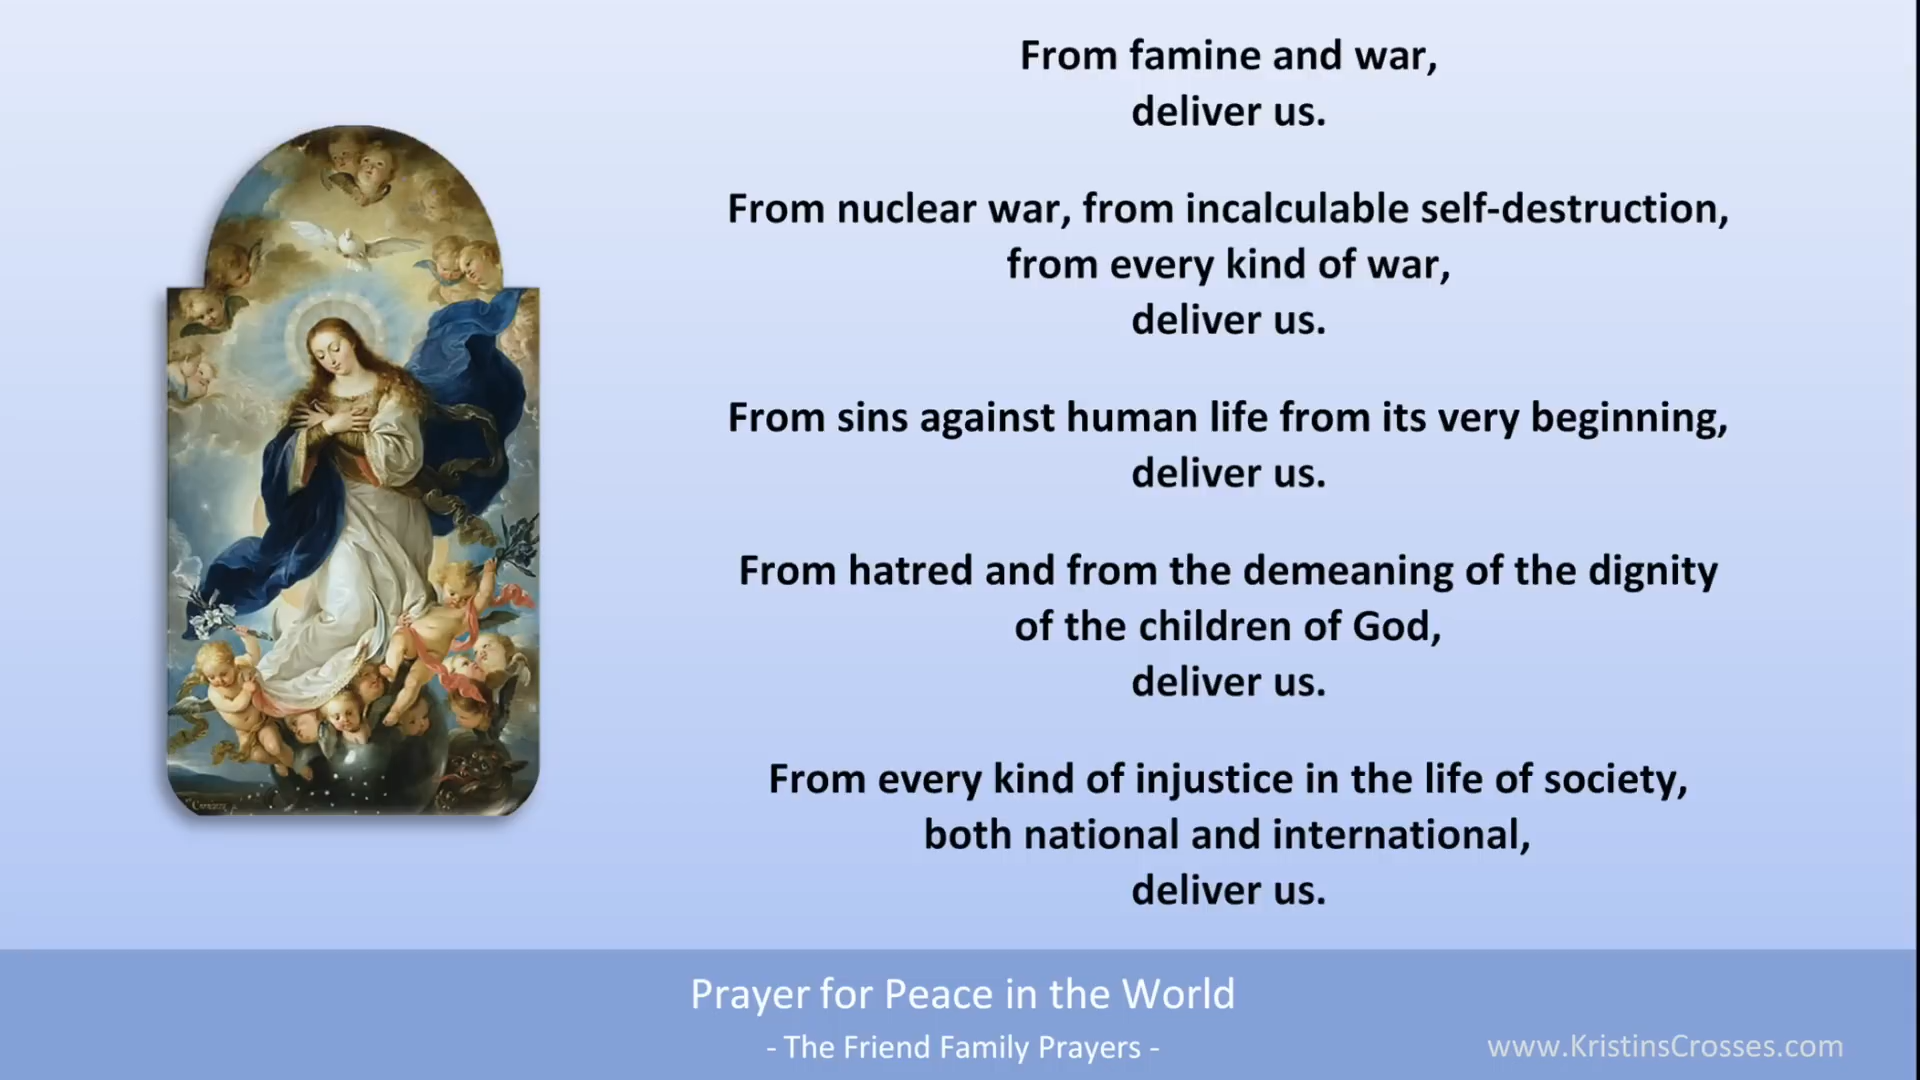 From famine and war,
deliver us.
From nuclear war, from incalculable self-destruction,
from every kind of war,
deliver us.
From sins against human life from its very beginning,
deliver us.
From hatred and from the demeaning of the dignity
of the children of God,
deliver us.
From every kind of injustice in the life of society,
both national and international,
deliver us.
Prayer for Peace in the World
- The Friend Family Prayers -
www.KristinsCrosses.com